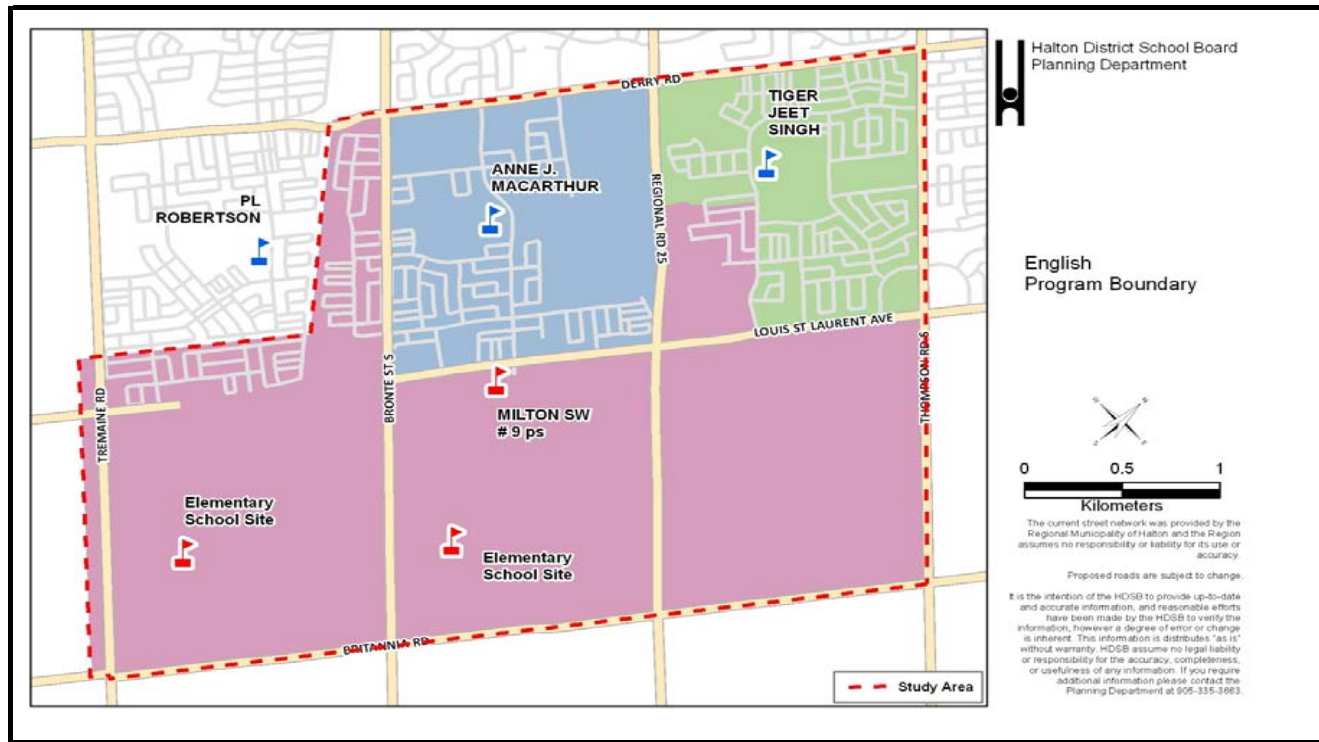 Halton District School Board
Planning Department
DERRY RD
TIGER
JEET
SINGH
ANNE J.
MACARTHUR
PL
ROBERTSON
REGIONAL RD 25
English
Program Boundary
LOUIS ST LAURENT AVE
BRONTE ST S
TREMAINE RD
THOMPSON RD S
MILTON SW
# 9 ps
Elementary
School Site
Elementary
School Site
BRITANNIA RD
Study Area
0 0.5 1
Kilometers
The current street network was provided by the
Regional Municipality of Halton and the Region
assumes no responsibility or liability for its use or
accuracy.
Proposed roads are subject to change.
It is the intention of the HDSB to provide up-to-date
and accurate information, and reasonable efforts
have been made by the HDSB to verify the
information, however a degree of error or change
is inherent. This information is distributes "as is"
without warranty. HDSB assume no legal liability
or responsibility for the accuracy, completeness,
or usefulness of any information. If you require
additional information please contact the
Planning Department at 905-335-3663.